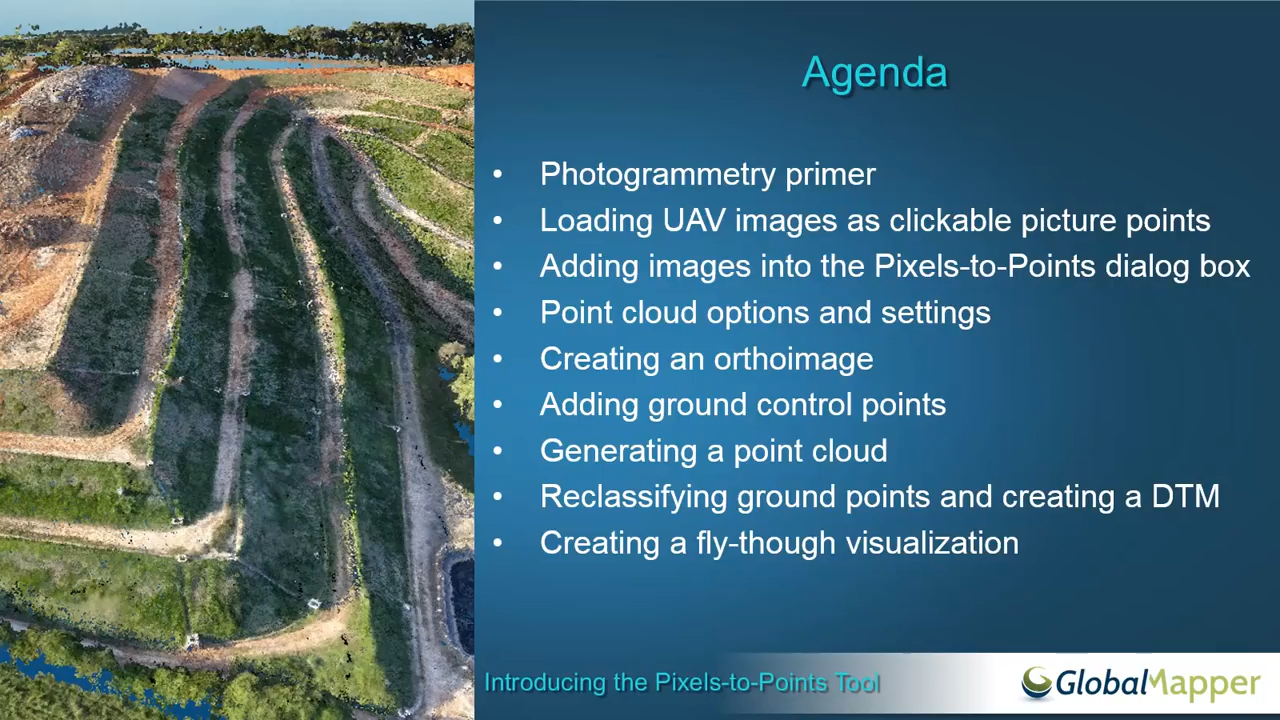 Agenda
• Photogrammetry primer
• Loading UAV images as clickable picture points
• Adding images into the Pixels-to-Points dialog box
• Point cloud options and settings
• Creating an orthoimage
• Adding ground control points
• Generating a point cloud
• Reclassifying ground points and creating a DTM
• Creating a fly-though visualization
Introducing the Pixels-to-Points Tool
GlobalMapper